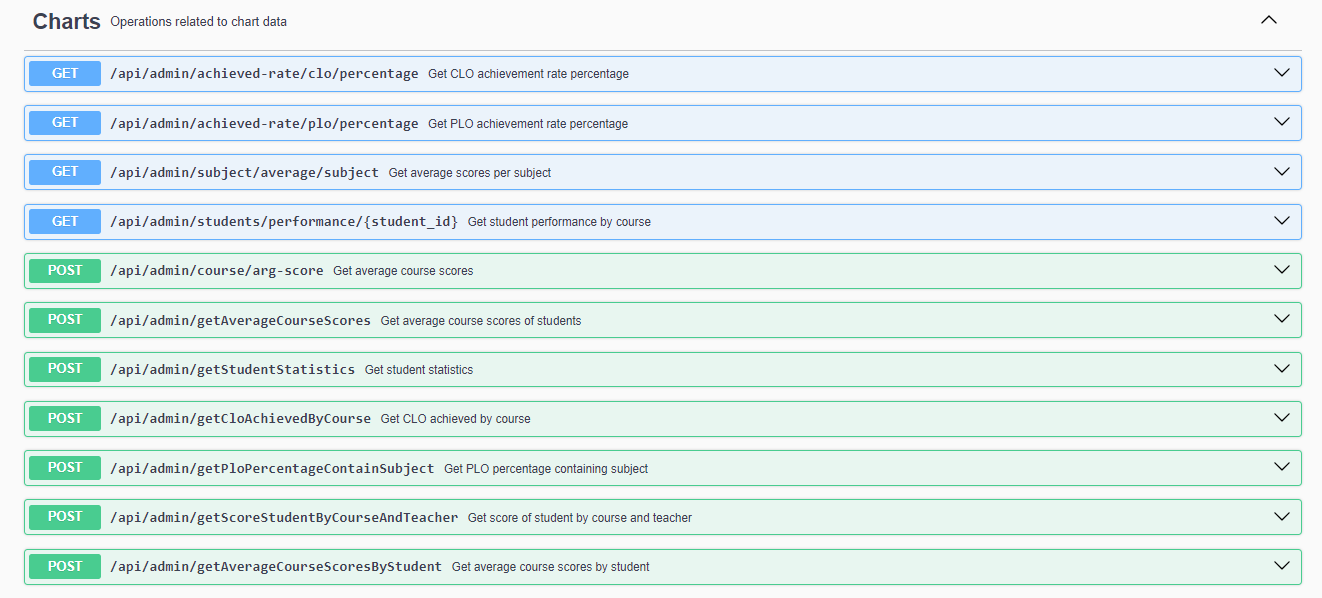 Charts Operations related to chart data
GET /api/admin/achieved-rate/clo/percentage Get CLO achievement rate percentage
GET /api/admin/achieved-rate/plo/percentage Get PLO achievement rate percentage
GET /api/admin/subject/average/subject Get average scores per subject
GET /api/admin/students/performance/{student_id} Get student performance by course
POST /api/admin/course/arg-score Get average course scores
POST /api/admin/getAverageCourseScores Get average course scores of students
POST /api/admin/getStudentStatistics Get student statistics
POST /api/admin/getCloAchievedByCourse Get CLO achieved by course
POST /api/admin/getPloPercentageContainSubject Get PLO percentage containing subject
POST /api/admin/getScoreStudentByCourseAndTeacher Get score of student by course and teacher
POST /api/admin/getAverageCourseScoresByStudent Get average course scores by student